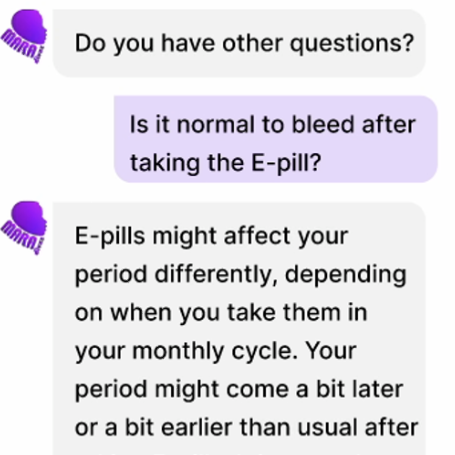 MARA
Do you have other questions?
Is it normal to bleed after
taking the E-pill?
MARA
E-pills might affect your
period differently, depending
on when you take them in
your monthly cycle. Your
period might come a bit later
or a bit earlier than usual after